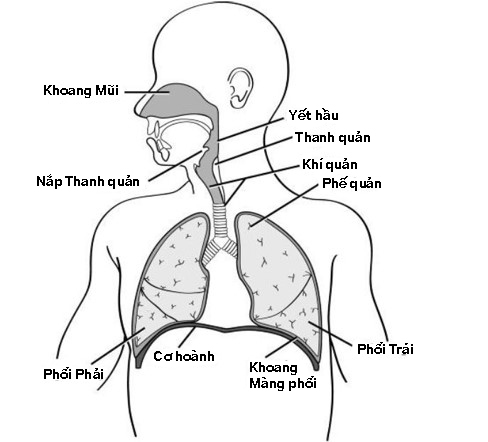 Khoang Mũi
Yết hầu
Thanh quản
Khí quản
Nắp Thanh quản
Phế quản
Phổi Trái
Cơ hoành
Khoang
Màng phổi
Phổi Phải